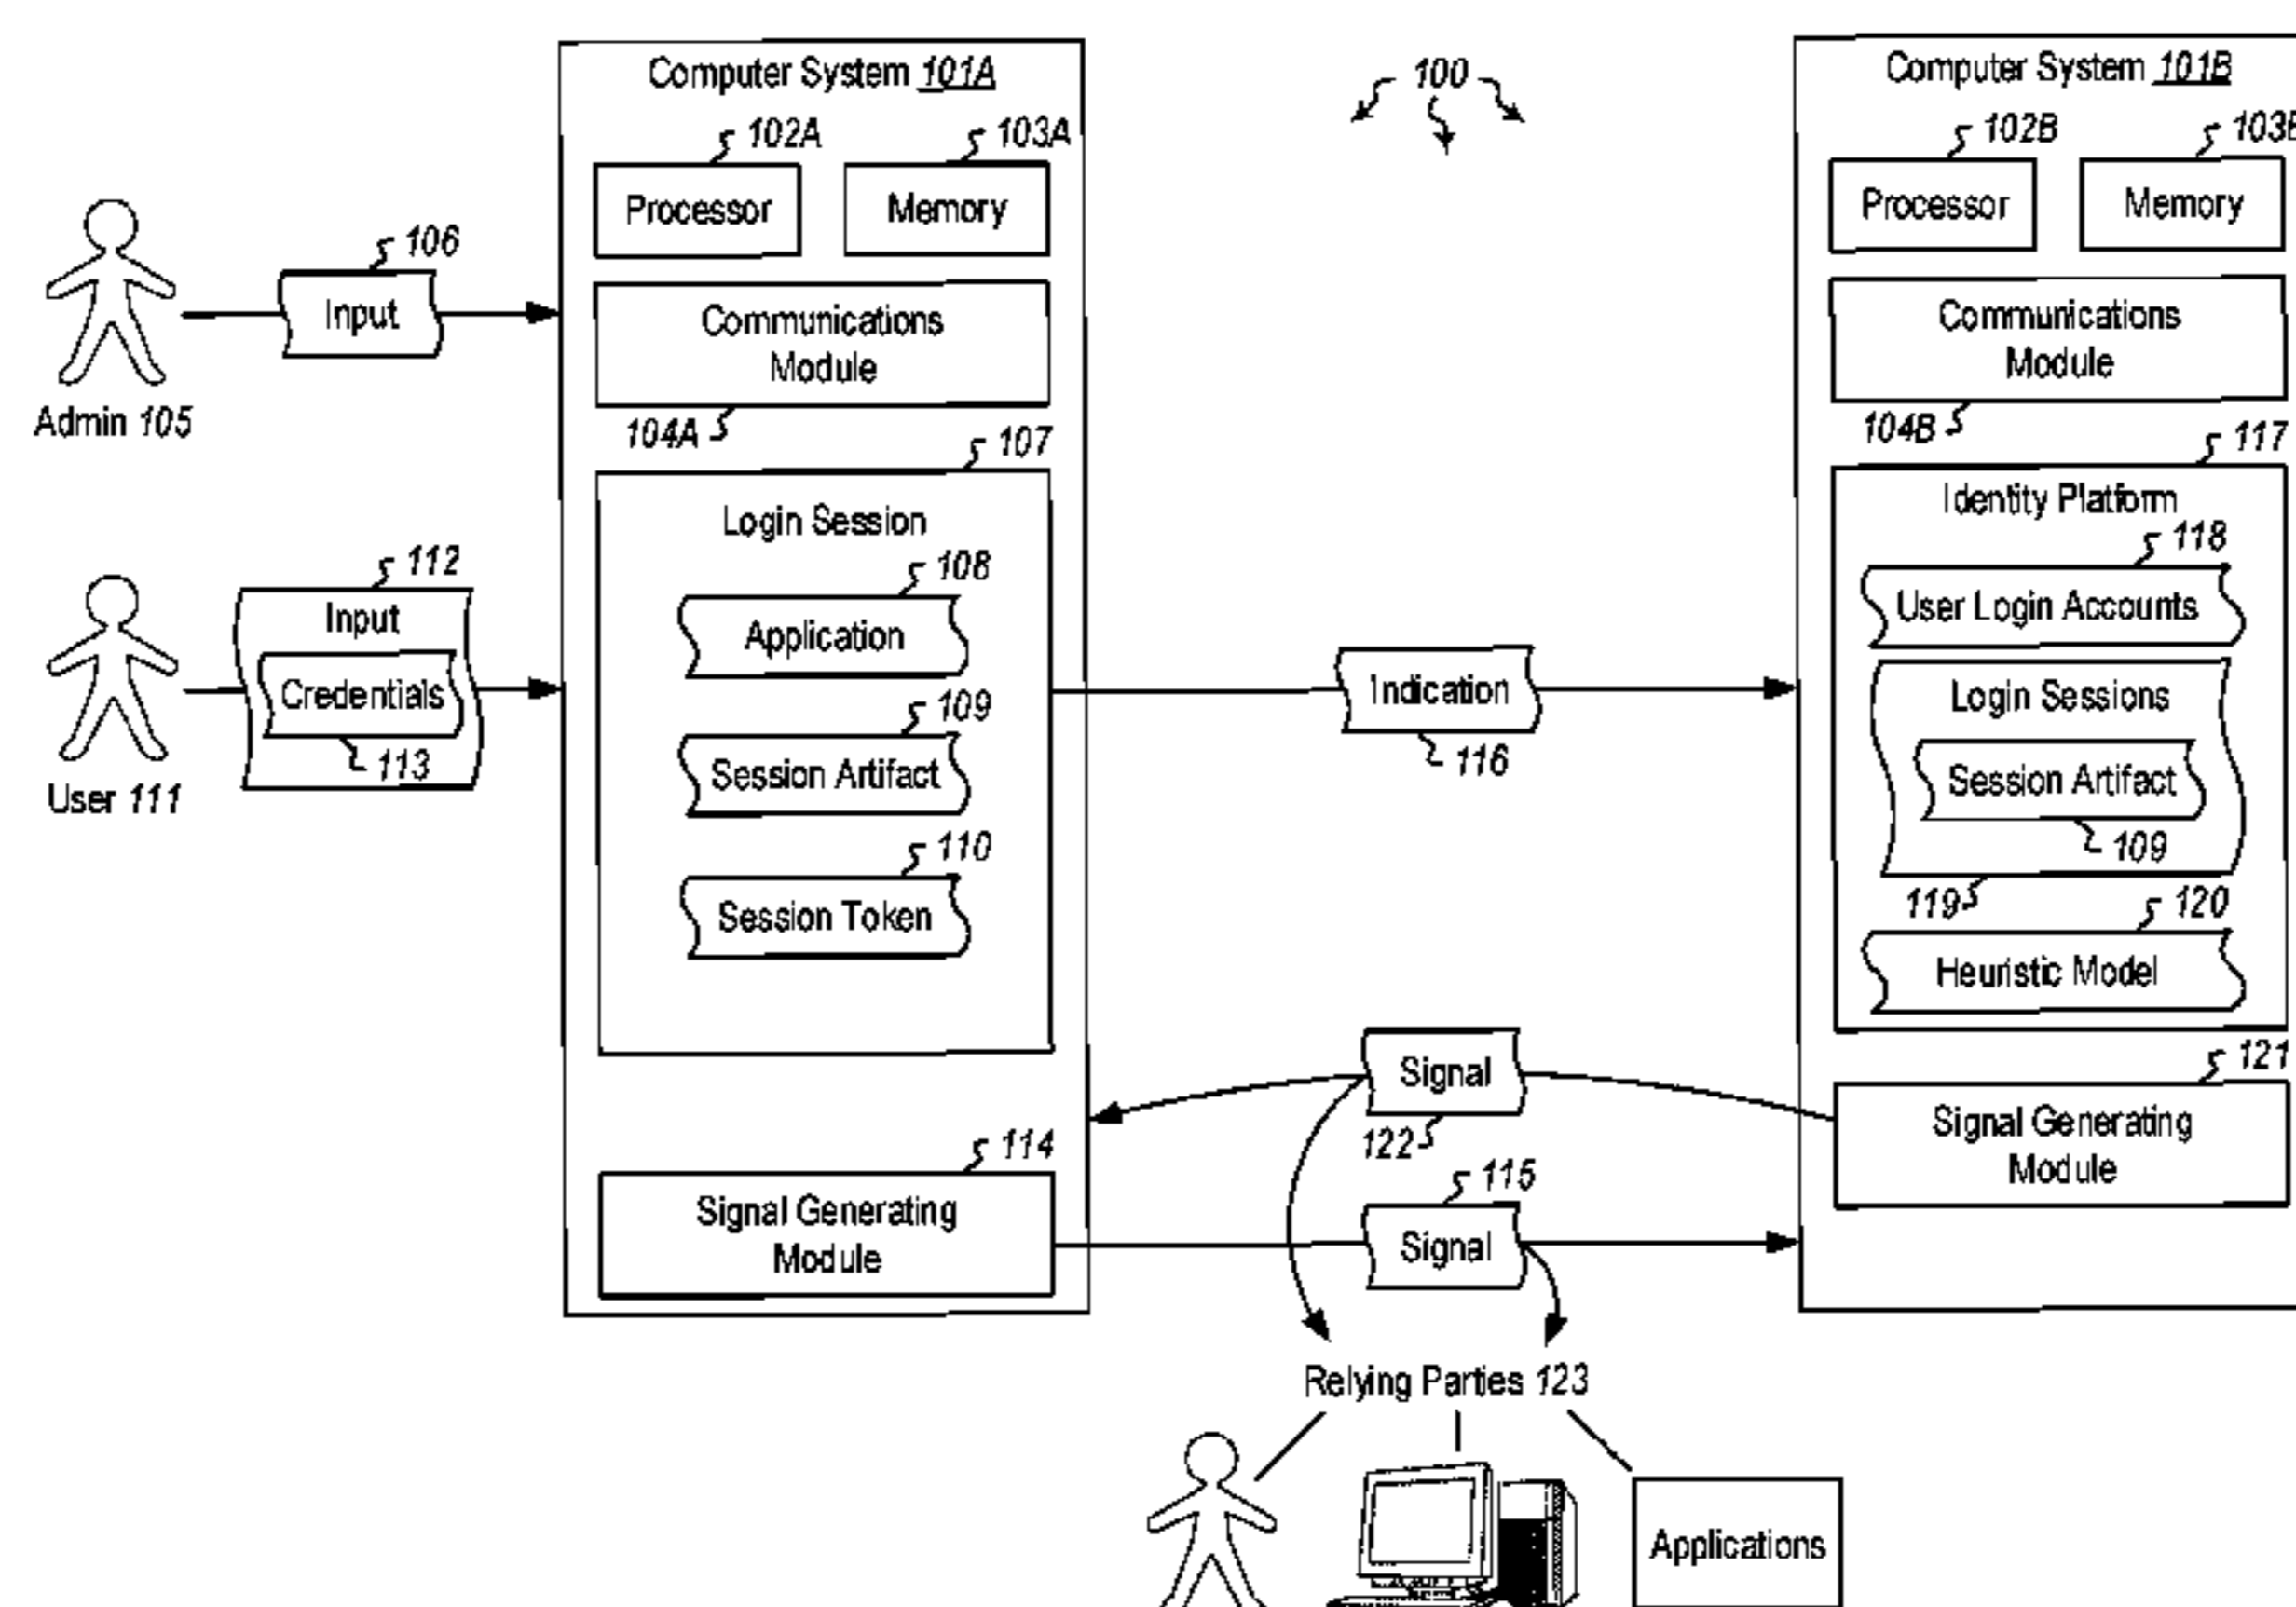 100
Computer System 101A
102A
103A
Processor
Memory
Communications
Module
104A
107
Login Session
108
Application
109
Session Artifact
110
Session Token
114
Signal Generating
Module
106
Input
Admin 105
112
Input
Credentials
113
User 111
Indication
116
Signal
122
115
Signal
Computer System 101B
102B
103B
Processor
Memory
Communications
Module
104B
117
Identity Platform
118
User Login Accounts
Login Sessions
Session Artifact
109
119
120
Heuristic Model
121
Signal Generating
Module
Relying Parties 123
Applications